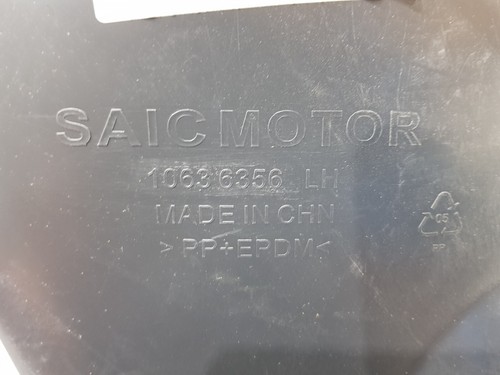 SAIC MOTOR
10636356 LH
MADE IN CHN
>PP+EPDM<
05
PP